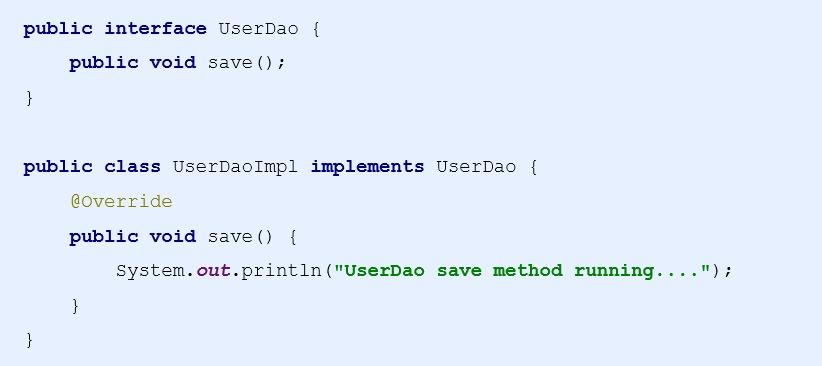 public interface UserDao {
    public void save();
}

public class UserDaoImpl implements UserDao {
    @Override
    public void save() {
        System.out.println("UserDao save method running....");
    }
}